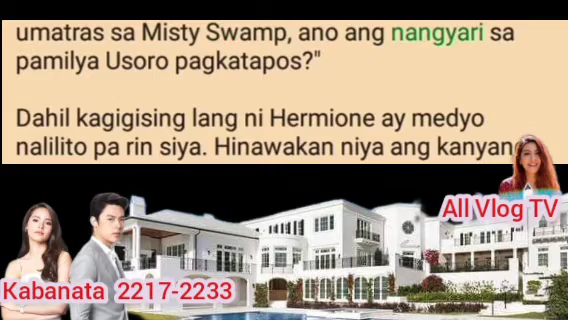 umatras sa Misty Swamp, ano ang nangyari sa
pamilya Usoro pagkatapos?"
Dahil kagigising lang ni Hermione ay medyo
nalilito pa rin siya. Hinawakan niya ang
All Vlog TV
Kabanata 2217-2233